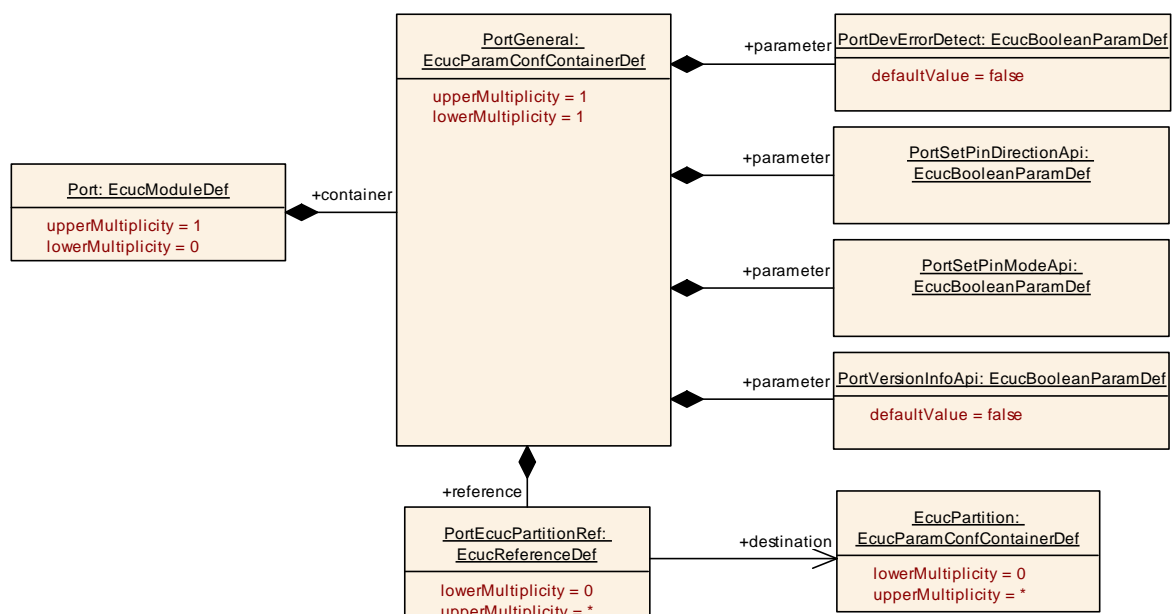 PortGeneral:
EcucParamConfContainerDef
upperMultiplicity = 1
lowerMultiplicity = 1
+parameter
PortDevErrorDetect: EcucBooleanParamDef
defaultValue = false
+parameter
PortSetPinDirectionApi:
EcucBooleanParamDef
Port: EcucModuleDef
upperMultiplicity = 1
lowerMultiplicity = 0
+container
+parameter
PortSetPinModeApi:
EcucBooleanParamDef
+parameter
PortVersionInfoApi: EcucBooleanParamDef
defaultValue = false
+reference
PortEcucPartitionRef:
EcucReferenceDef
lowerMultiplicity = 0
upperMultiplicity = *
+destination
EcucPartition:
EcucParamConfContainerDef
lowerMultiplicity = 0
upperMultiplicity = *